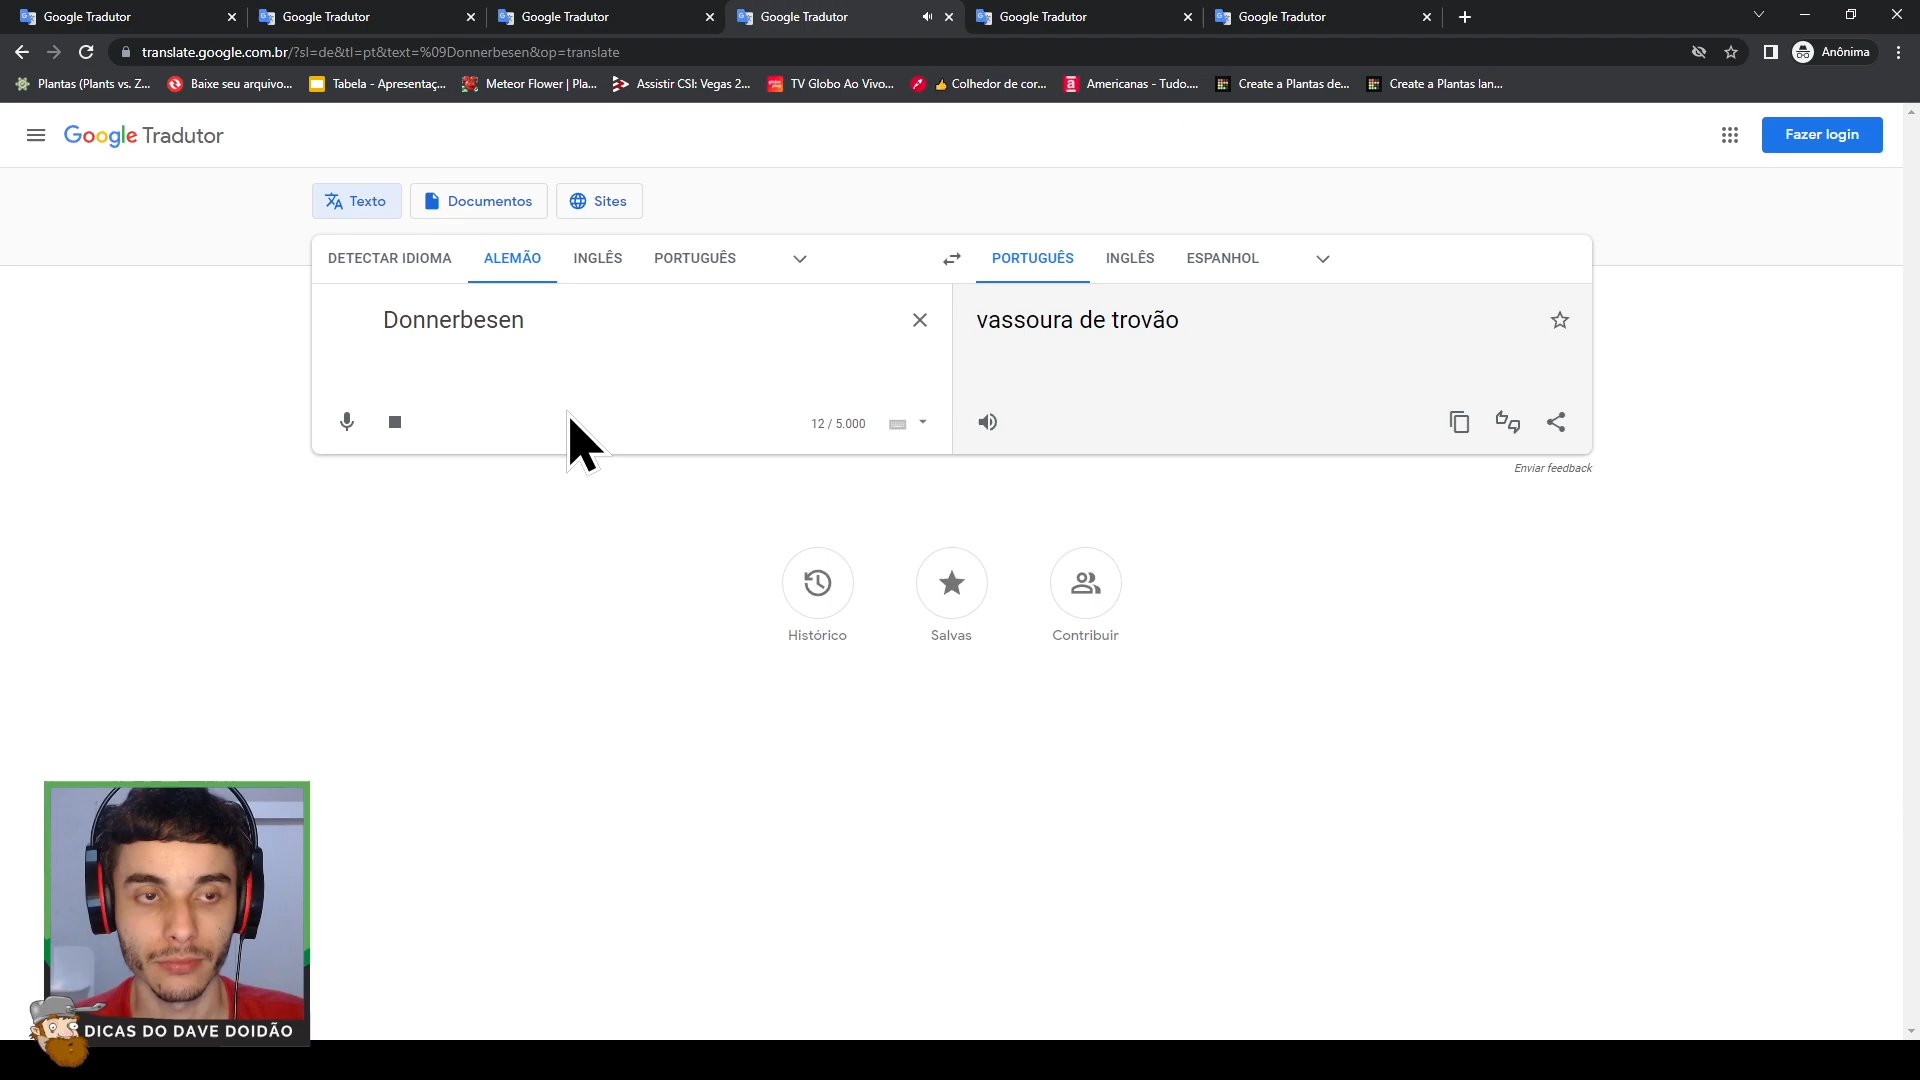 Google Tradutor
Google Tradutor
Google Tradutor
Google Tradutor
Google Tradutor
Google Tradutor
translate.google.com.br/?sl=de&tl=pt&text=%09Donnerbesen&op=translate
Anônima
Plantas (Plants vs. Z...
Baixe seu arquivo...
Tabela - Apresentaç...
Meteor Flower | Pla...
Assistir CSI: Vegas 2...
TV Globo Ao Vivo...
Colhedor de cor...
Americanas - Tudo....
Create a Plantas de...
Create a Plantas lan...
Google Tradutor
Fazer login
Texto
Documentos
Sites
DETECTAR IDIOMA
ALEMÃO
INGLÊS
PORTUGUÊS
PORTUGUÊS
INGLÊS
ESPANHOL
Donnerbesen
vassoura de trovão
12 / 5.000
Enviar feedback
Histórico
Salvas
Contribuir
DICAS DO DAVE DOIDÃO